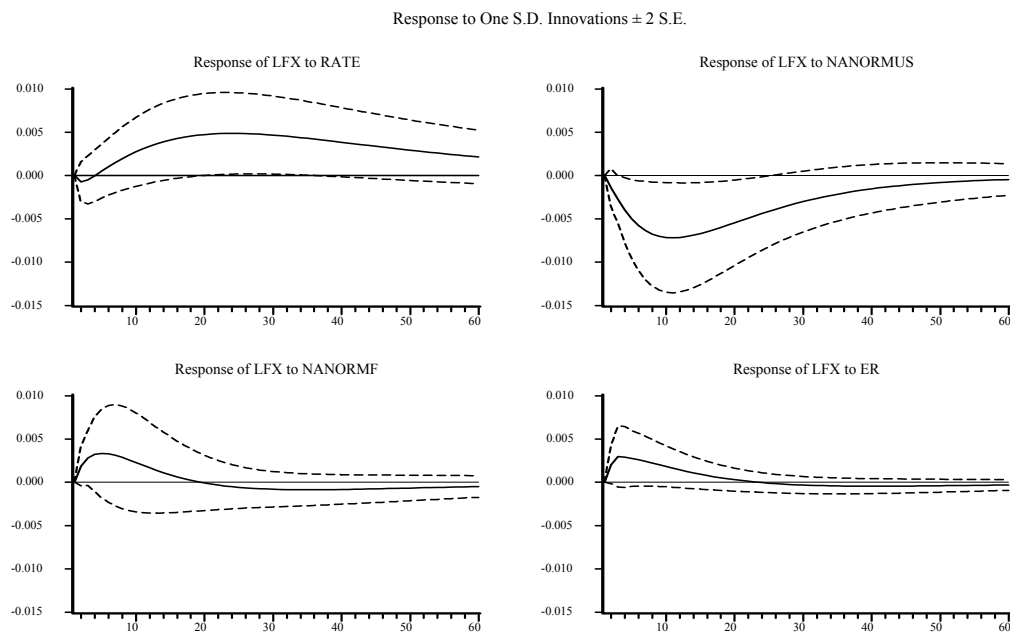 Response to One S.D. Innovations ± 2 S.E.
Response of LFX to RATE
0.010
0.005
0.000
-0.005
-0.010
-0.015
10 20 30 40 50 60
Response of LFX to NANORMUS
0.010
0.005
0.000
-0.005
-0.010
-0.015
10 20 30 40 50 60
Response of LFX to NANORMF
0.010
0.005
0.000
-0.005
-0.010
-0.015
10 20 30 40 50 60
Response of LFX to ER
0.010
0.005
0.000
-0.005
-0.010
-0.015
10 20 30 40 50 60